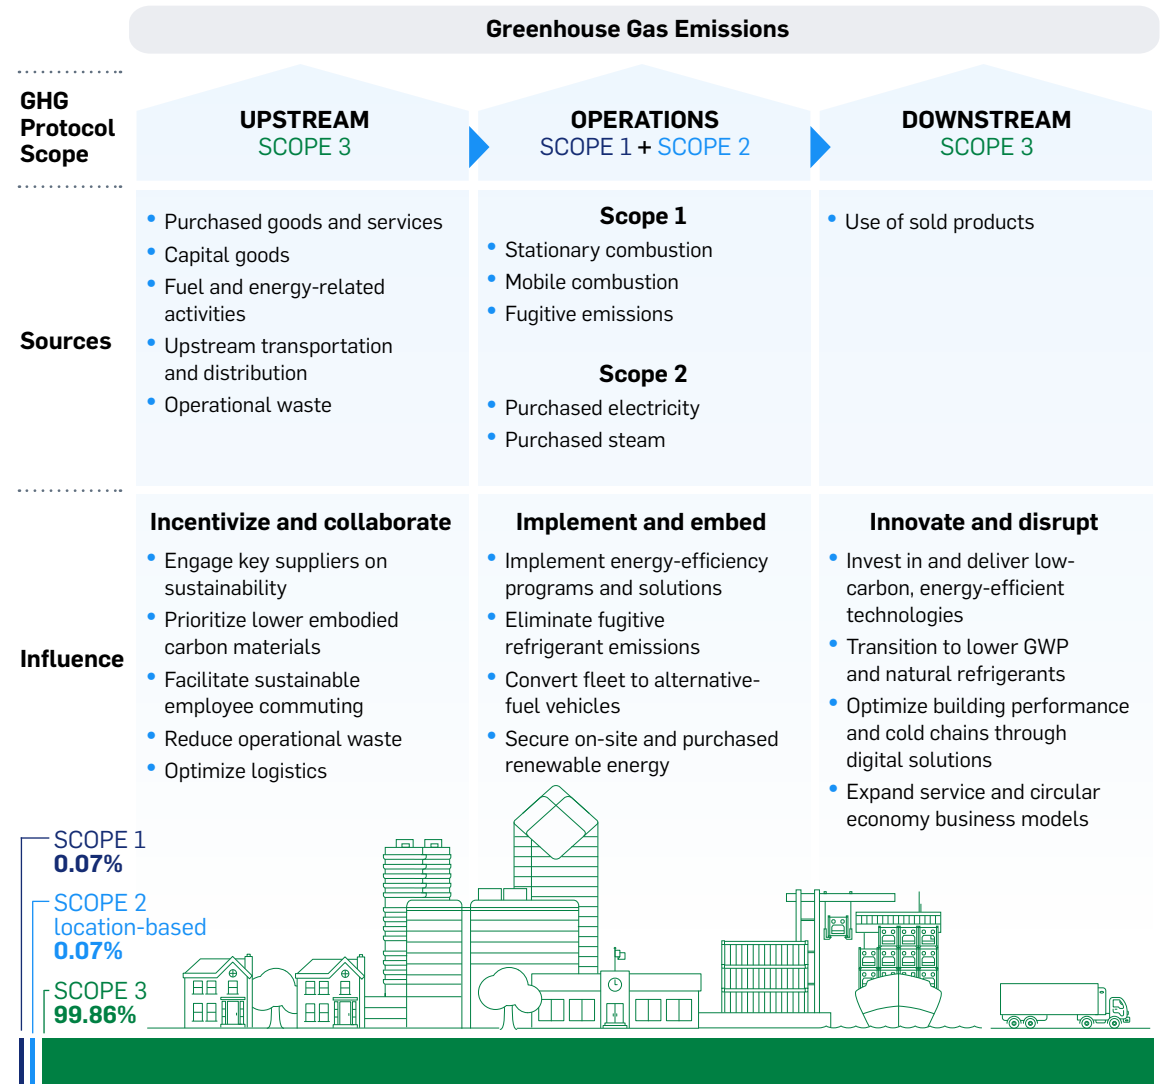 Greenhouse Gas Emissions
GHG
Protocol
Scope
UPSTREAM
SCOPE 3
OPERATIONS
SCOPE 1 + SCOPE 2
DOWNSTREAM
SCOPE 3
Sources
• Purchased goods and services
• Capital goods
• Fuel and energy-related
activities
• Upstream transportation
and distribution
• Operational waste
Scope 1
• Stationary combustion
• Mobile combustion
• Fugitive emissions
Scope 2
• Purchased electricity
• Purchased steam
• Use of sold products
Influence
Incentivize and collaborate
• Engage key suppliers on
sustainability
• Prioritize lower embodied
carbon materials
• Facilitate sustainable
employee commuting
• Reduce operational waste
• Optimize logistics
Implement and embed
• Implement energy-efficiency
programs and solutions
• Eliminate fugitive
refrigerant emissions
• Convert fleet to alternative-
fuel vehicles
• Secure on-site and purchased
renewable energy
Innovate and disrupt
• Invest in and deliver low-
carbon, energy-efficient
technologies
• Transition to lower GWP
and natural refrigerants
• Optimize building performance
and cold chains through
digital solutions
• Expand service and circular
economy business models
SCOPE 1
0.07%
SCOPE 2
location-based
0.07%
SCOPE 3
99.86%